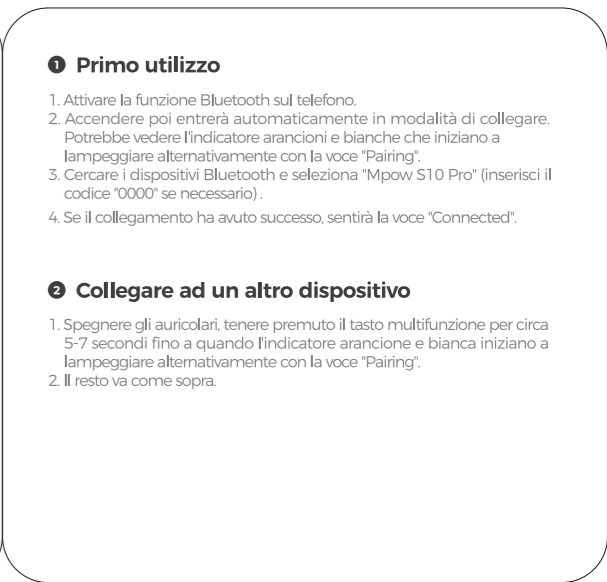 ❶ Primo utilizzo
1. Attivare la funzione Bluetooth sul telefono.
2. Accendere poi entrerà automaticamente in modalità di collegare.
Potrebbe vedere l'indicatore arancioni e bianche che iniziano a
lampeggiare alternativamente con la voce "Pairing".
3. Cercare i dispositivi Bluetooth e seleziona "Mpow S10 Pro" (inserisci il
codice "0000" se necessario) .
4. Se il collegamento ha avuto successo, sentirà la voce "Connected".
❷ Collegare ad un altro dispositivo
1. Spegnere gli auricolari, tenere premuto il tasto multifunzione per circa
5-7 secondi fino a quando l'indicatore arancione e bianca iniziano a
lampeggiare alternativamente con la voce "Pairing".
2. Il resto va come sopra.